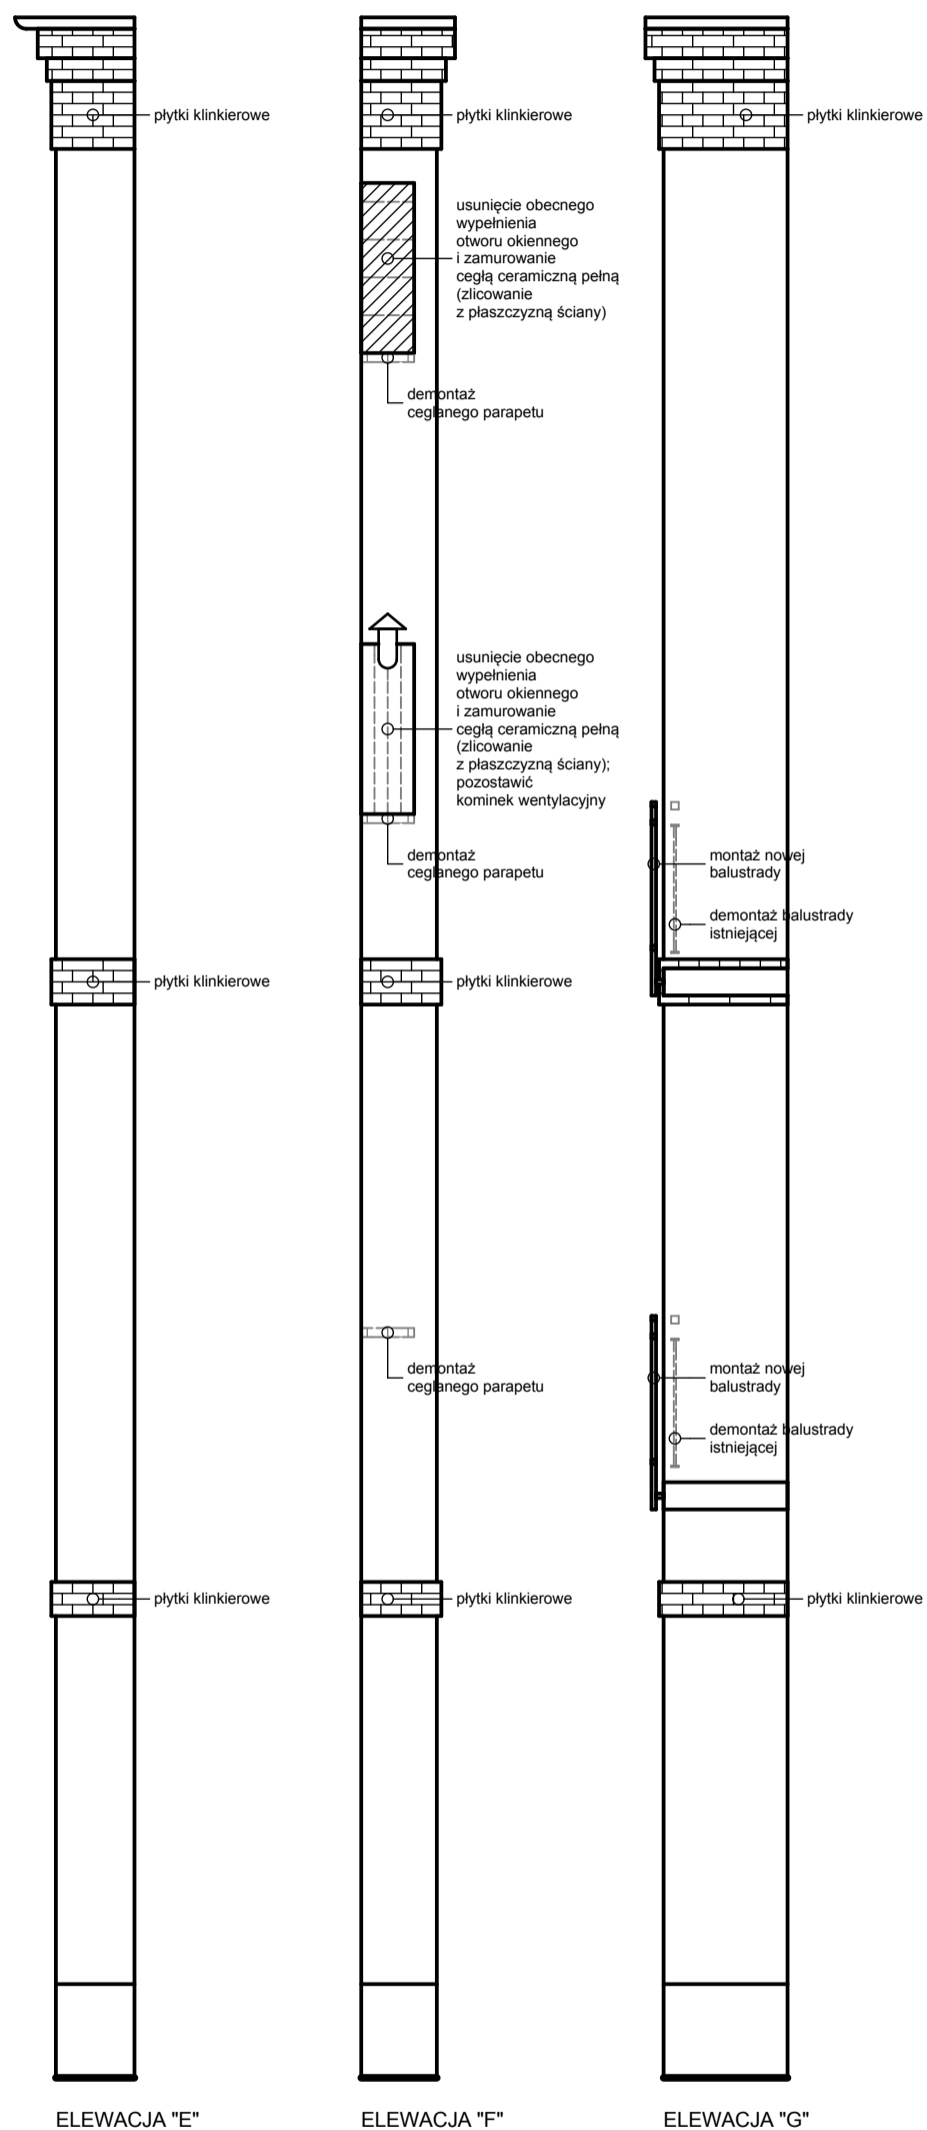 płytki klinkierowe
płytki klinkierowe
płytki klinkierowe
usunięcie obecnego
wypełnienia
otworu okiennego
i zamurowanie
cegłą ceramiczną pełną
(zlicowanie
z płaszczyzną ściany)
demontaż
ceglanego parapetu
usunięcie obecnego
wypełnienia
otworu okiennego
i zamurowanie
cegłą ceramiczną pełną
(zlicowanie
z płaszczyzną ściany);
pozostawić
kominek wentylacyjny
demontaż
ceglanego parapetu
montaż nowej
balustrady
demontaż balustrady
istniejącej
płytki klinkierowe
płytki klinkierowe
demontaż
ceglanego parapetu
montaż nowej
balustrady
demontaż balustrady
istniejącej
płytki klinkierowe
płytki klinkierowe
płytki klinkierowe
ELEWACJA "E"
ELEWACJA "F"
ELEWACJA "G"